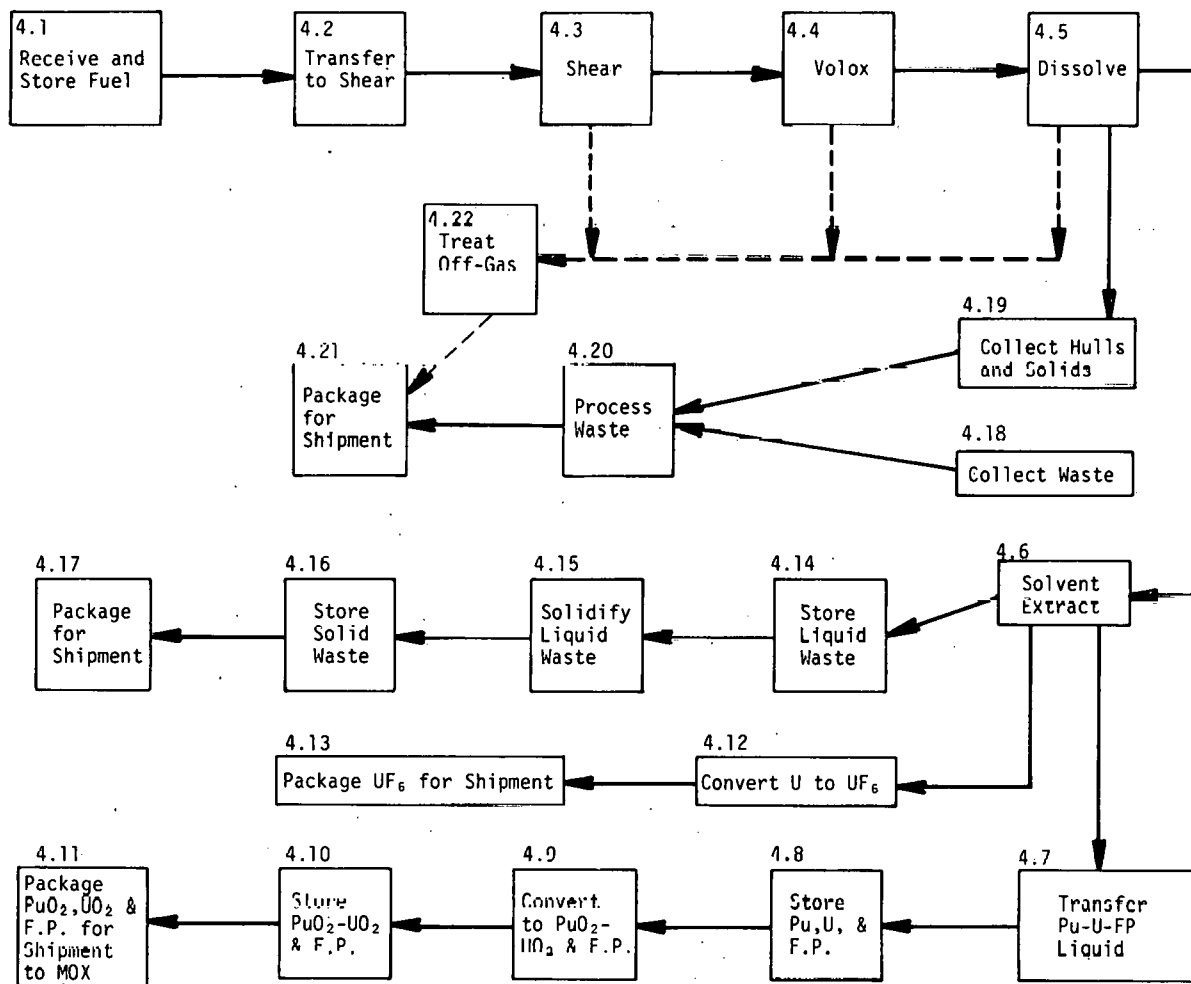 4.1
Receive and
Store Fuel
4.2
Transfer
to Shear
4.3
Shear
4.4
Volox
4.5
Dissolve
4.22
Treat
Off-Gas
4.21
Package
for
Shipment
4.20
Process
Waste
4.19
Collect Hulls
and Solids
4.18
Collect Waste
4.17
Package
for
Shipment
4.16
Store
Solid
Waste
4.15
Solidify
Liquid
Waste
4.14
Store
Liquid
Waste
4.6
Solvent
Extract
4.13
Package UF₆ for Shipment
4.12
Convert U to UF₆
4.11
Package
PuO₂,UO₂ &
F.P. for
Shipment
to MOX
4.10
Store
PuO₂-UO₂
& F.P.
4.9
Convert
to PuO₂-
UO₂ & F.P.
4.8
Store
Pu,U, &
F.P.
4.7
Transfer
Pu-U-FP
Liquid